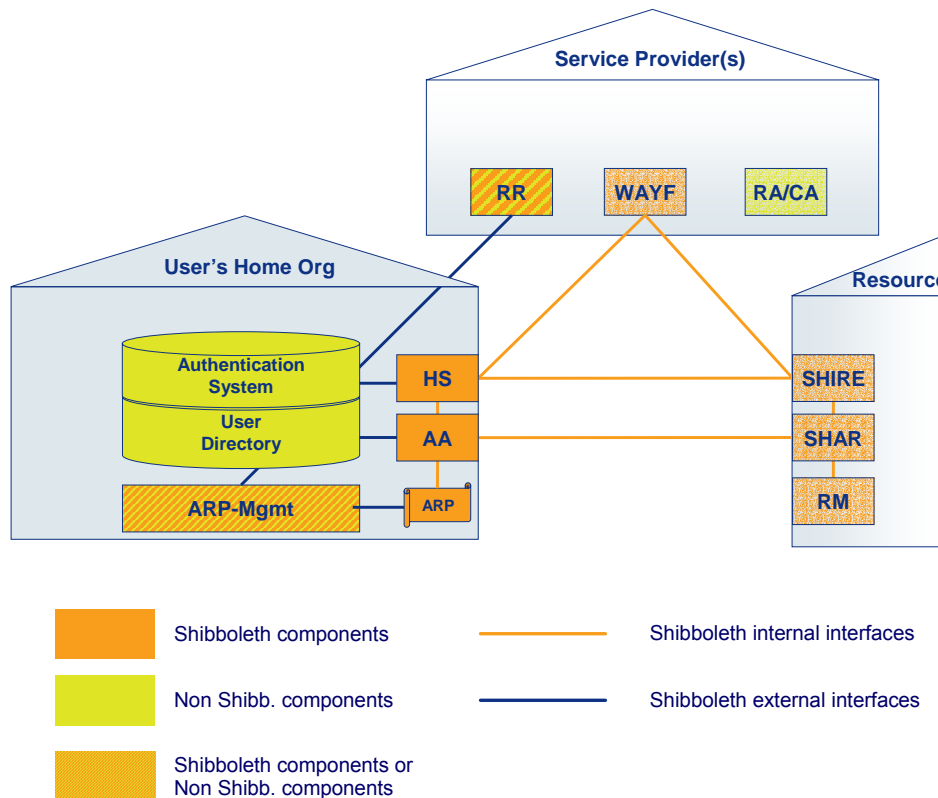 Service Provider(s)
RR
WAYF
RA/CA
User's Home Org
Resource
Authentication
System
HS
SHIRE
User
Directory
AA
SHAR
ARP-Mgmt
ARP
RM
Shibboleth components
Shibboleth internal interfaces
Non Shibb. components
Shibboleth external interfaces
Shibboleth components or
Non Shibb. components